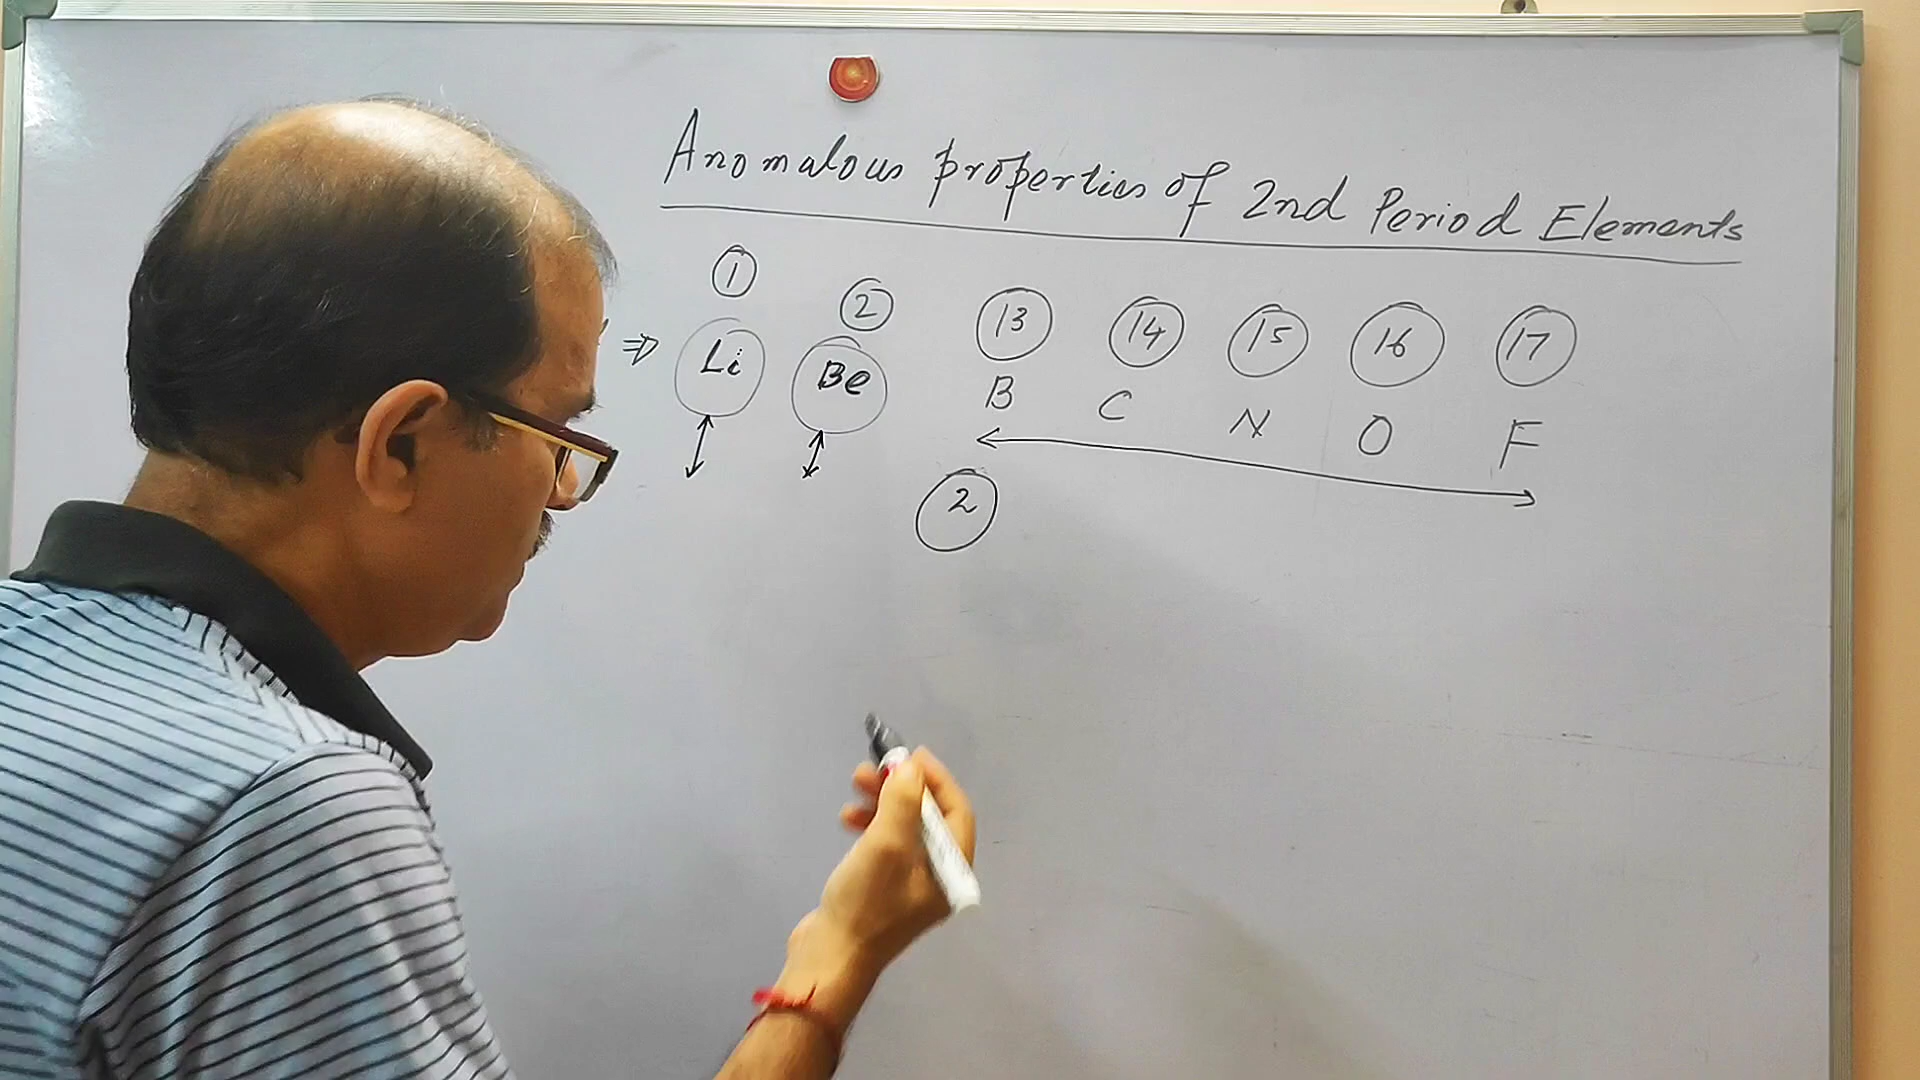 Anomalous properties of 2nd Period Elements
1 2 13 14 15 16 17
⇒ Li Be B C N O F
2